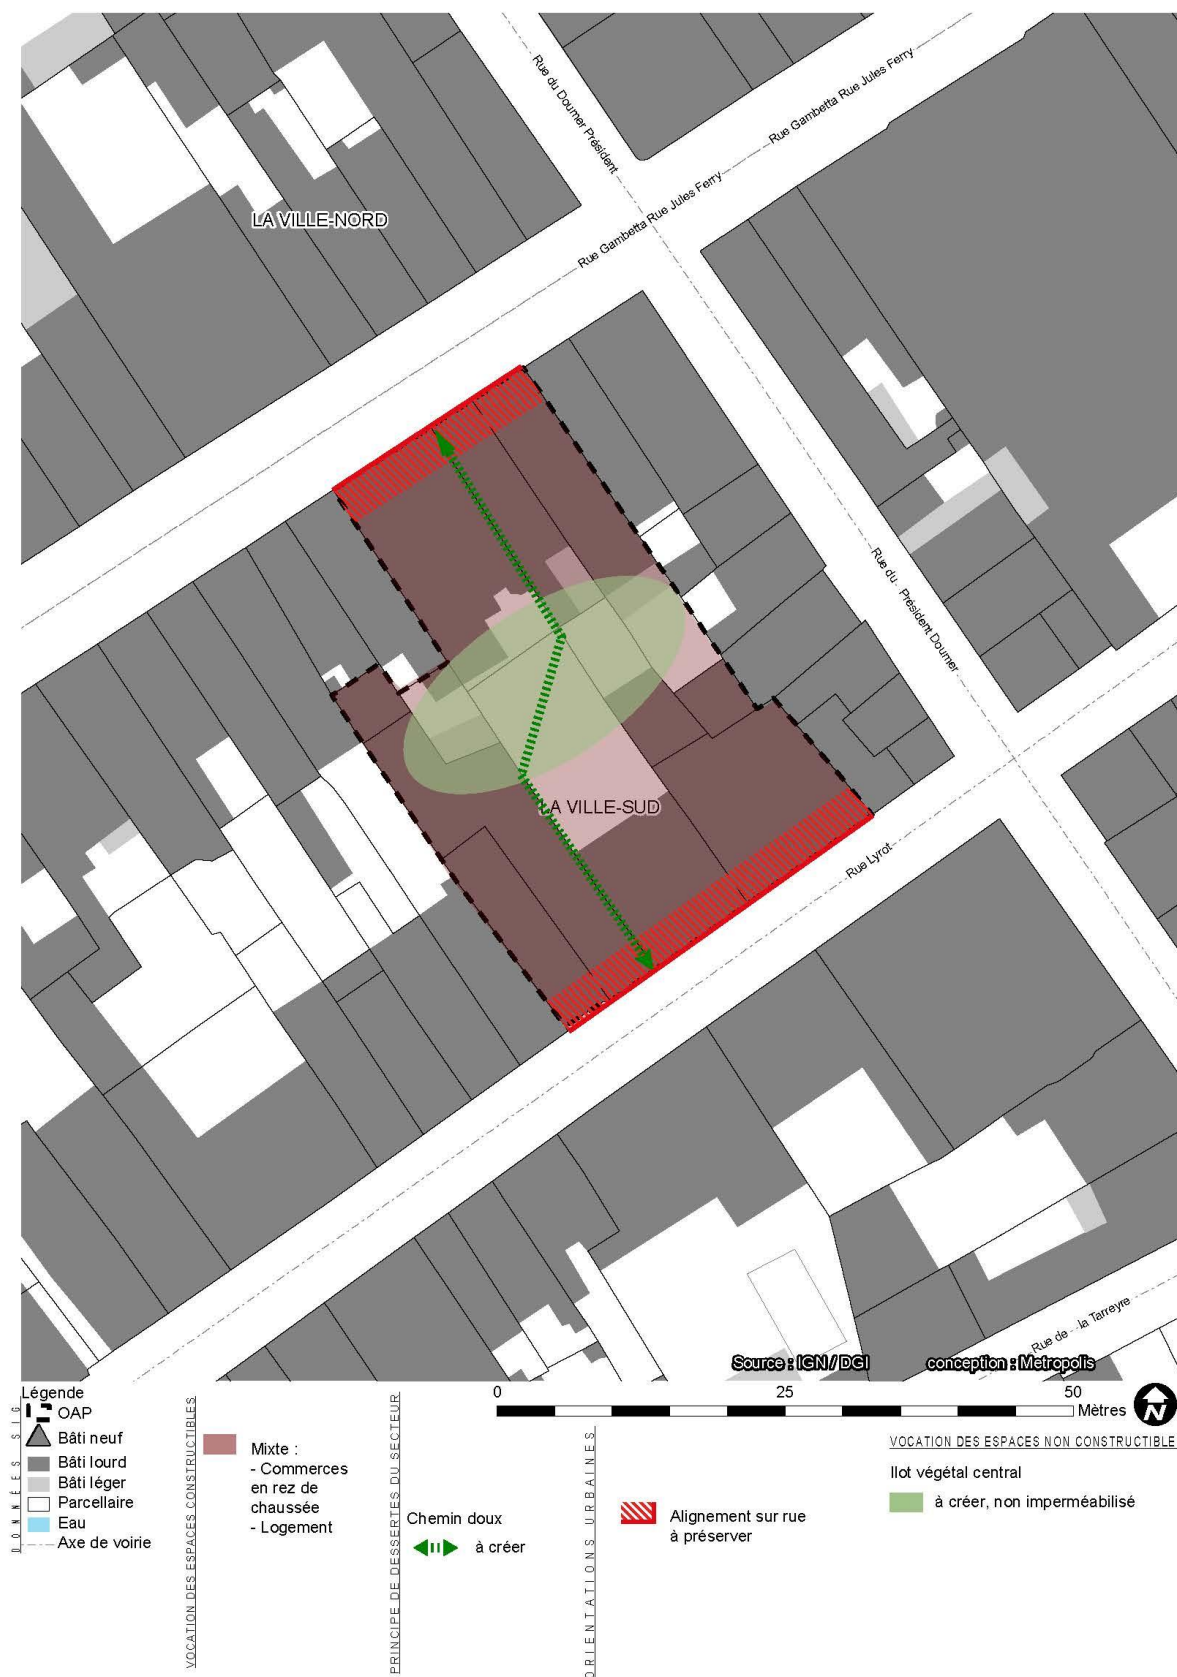 Rue du Doumer Président
Rue Gambetta Rue Jules Ferry
Rue Gambetta Rue Jules Ferry
LA VILLE-NORD
Rue du Président Doumer
LA VILLE-SUD
Rue Lyrot
Rue de la Tarreyre
Source : IGN / DGI
conception : Metropolis
0 25 50
Mètres
N
Légende
DONNEES SIG
OAP
Bâti neuf
Bâti lourd
Bâti léger
Parcellaire
Eau
Axe de voirie
VOCATION DES ESPACES CONSTRUCTIBLES
Mixte :
- Commerces
en rez de
chaussée
- Logement
PRINCIPE DE DESSERTES DU SECTEUR
Chemin doux
à créer
ORIENTATIONS URBAINES
Alignement sur rue
à préserver
VOCATION DES ESPACES NON CONSTRUCTIBLE
Ilot végétal central
à créer, non imperméabilisé